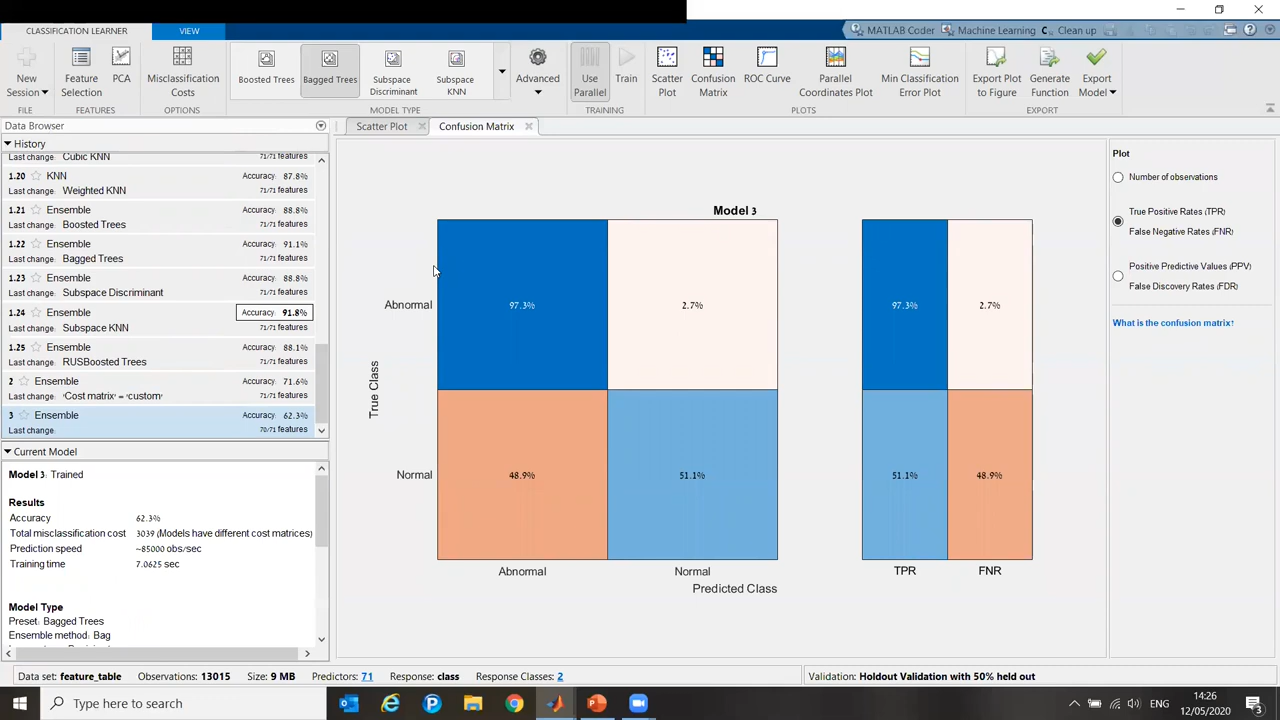 CLASSIFICATION LEARNER
VIEW
MATLAB Coder
Machine Learning
Clean up
New Session
Feature Selection
PCA
Misclassification Costs
Boosted Trees
Bagged Trees
Subspace Discriminant
Subspace KNN
Advanced
Use Parallel
Train
Scatter Plot
Confusion Matrix
ROC Curve
Parallel Coordinates Plot
Min Classification Error Plot
Export Plot to Figure
Generate Function
Export Model
FILE
FEATURES
OPTIONS
MODEL TYPE
TRAINING
PLOTS
EXPORT
Data Browser
History
Last change: Cubic KNN 71/71 features
1.20 KNN Accuracy: 87.8%
Last change: Weighted KNN 71/71 features
1.21 Ensemble Accuracy: 88.8%
Last change: Boosted Trees 71/71 features
1.22 Ensemble Accuracy: 91.1%
Last change: Bagged Trees 71/71 features
1.23 Ensemble Accuracy: 88.8%
Last change: Subspace Discriminant 71/71 features
1.24 Ensemble Accuracy: 91.8%
Last change: Subspace KNN 71/71 features
1.25 Ensemble Accuracy: 88.1%
Last change: RUSBoosted Trees 71/71 features
2 Ensemble Accuracy: 71.6%
Last change: 'Cost matrix' = 'custom' 71/71 features
3 Ensemble Accuracy: 62.3%
Last change: 70/71 features
Current Model
Model 3: Trained
Results
Accuracy 62.3%
Total misclassification cost 3039 (Models have different cost matrices)
Prediction speed ~85000 obs/sec
Training time 7.0625 sec
Model Type
Preset: Bagged Trees
Ensemble method: Bag
Scatter Plot
Confusion Matrix
Model 3
True Class
Abnormal
97.3%
2.7%
97.3%
2.7%
Normal
48.9%
51.1%
51.1%
48.9%
Abnormal
Normal
TPR
FNR
Predicted Class
Plot
Number of observations
True Positive Rates (TPR)
False Negative Rates (FNR)
Positive Predictive Values (PPV)
False Discovery Rates (FDR)
What is the confusion matrix?
Data set: feature_table Observations: 13015 Size: 9 MB Predictors: 71 Response: class Response Classes: 2
Validation: Holdout Validation with 50% held out
Type here to search
ENG
14:26
12/05/2020
3